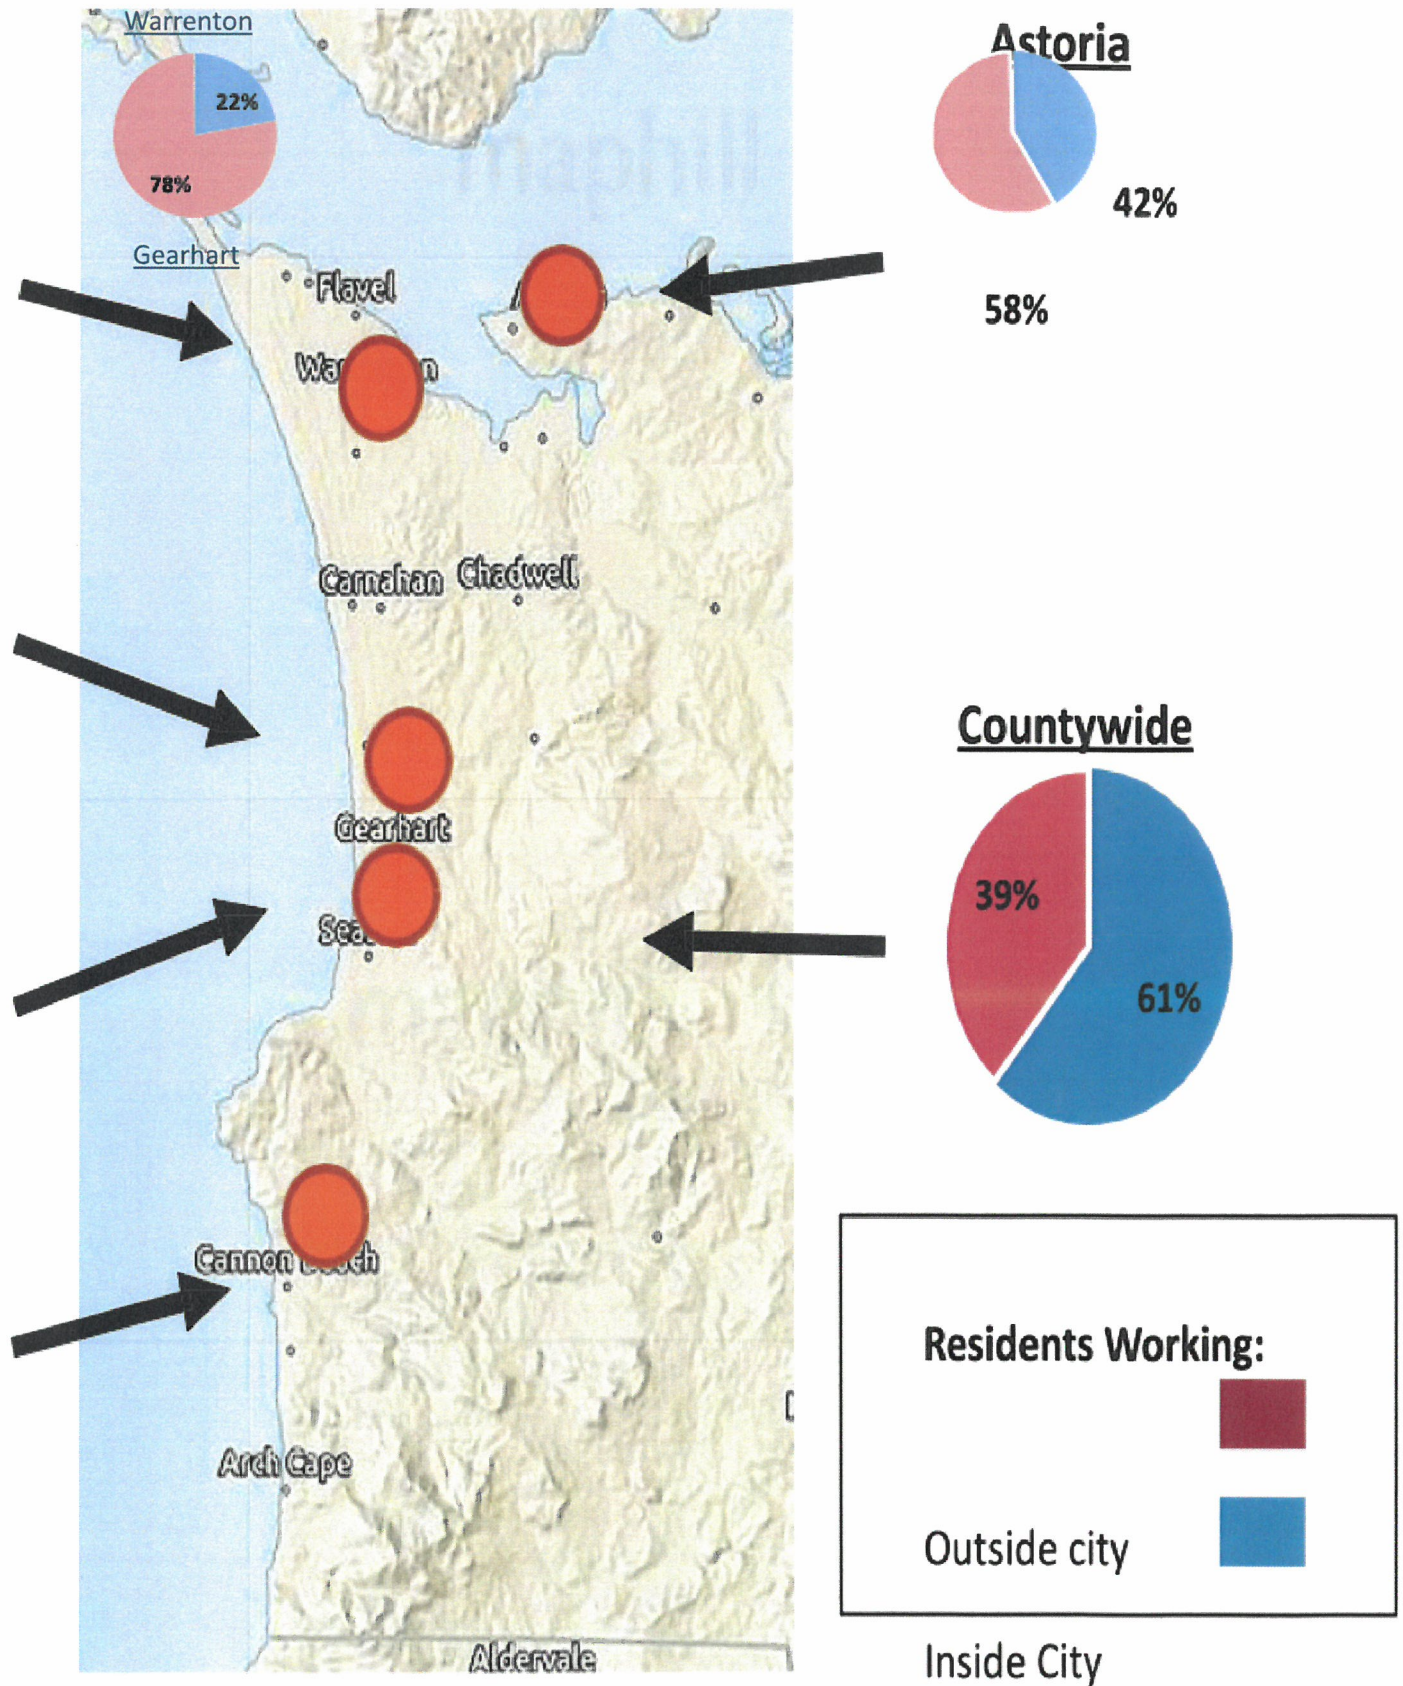 Warrenton
22%
78%
Gearhart
Astoria
42%
58%
Flavel
Carnahan
Chadwell
Gearhart
Countywide
39%
61%
Cannon
Arch Cape
Aldervale
Residents Working:
Outside city
Inside City
maphill